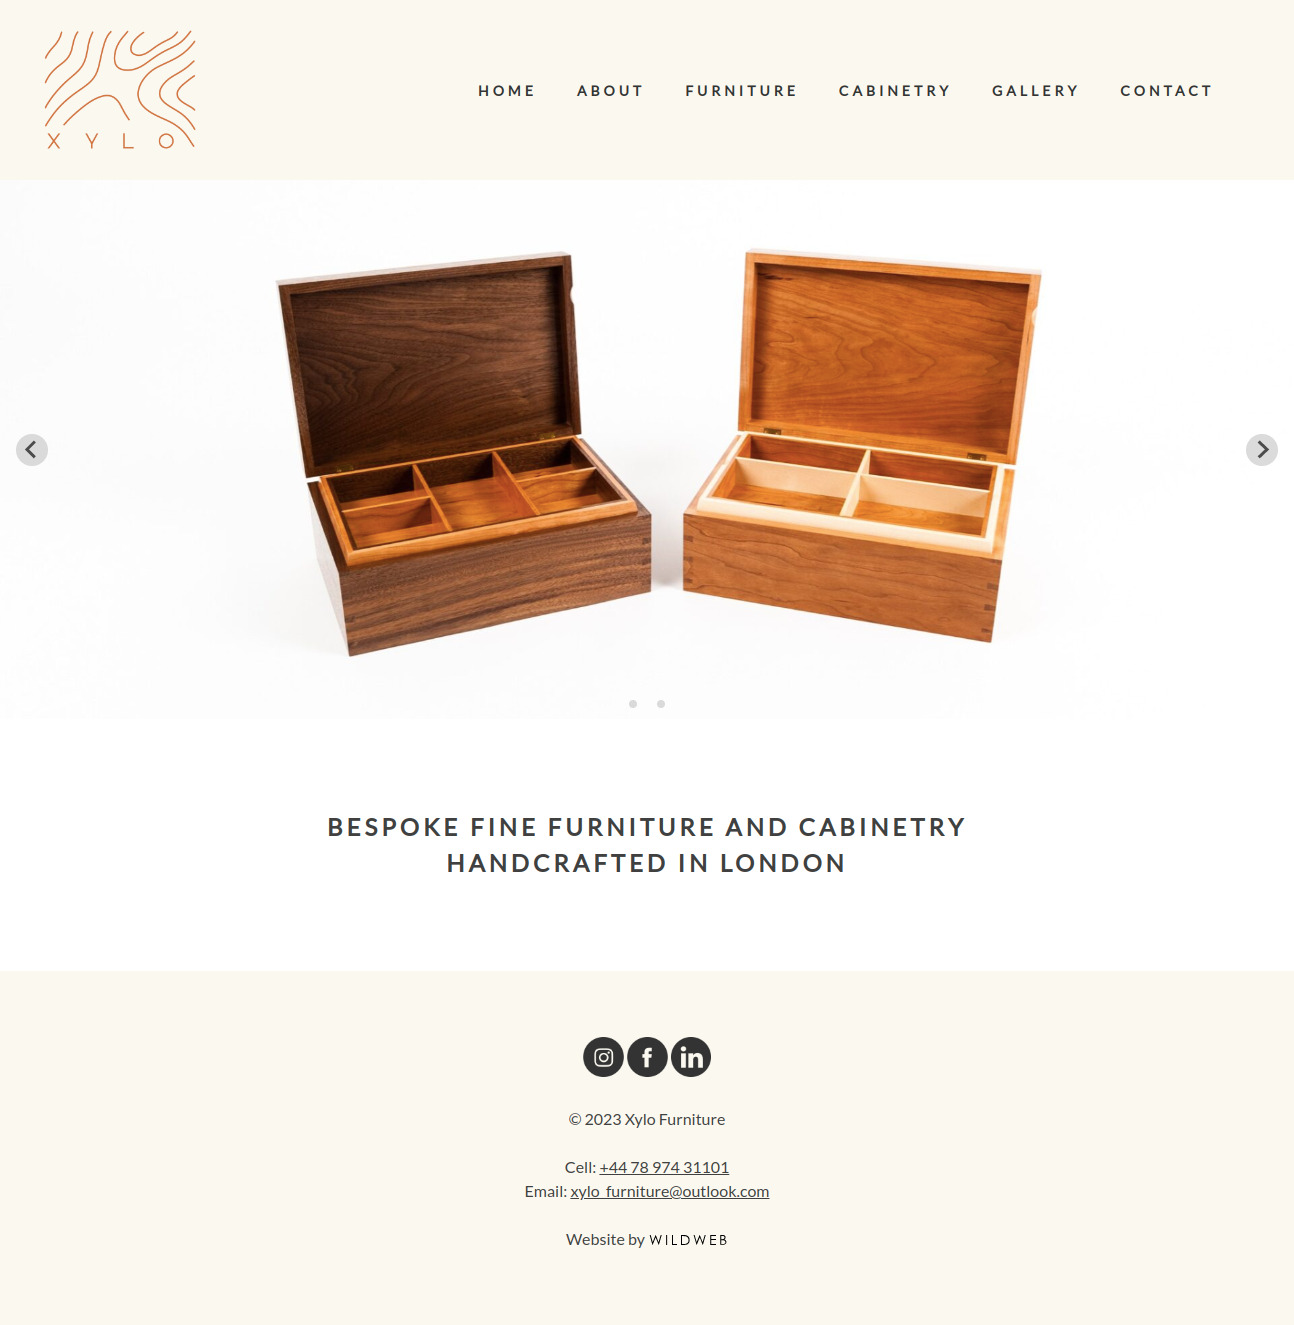 XYLO
HOME ABOUT FURNITURE CABINETRY GALLERY CONTACT
BESPOKE FINE FURNITURE AND CABINETRY
HANDCRAFTED IN LONDON
© 2023 Xylo Furniture
Cell: +44 78 974 31101
Email: xylo_furniture@outlook.com
Website by WILDWEB